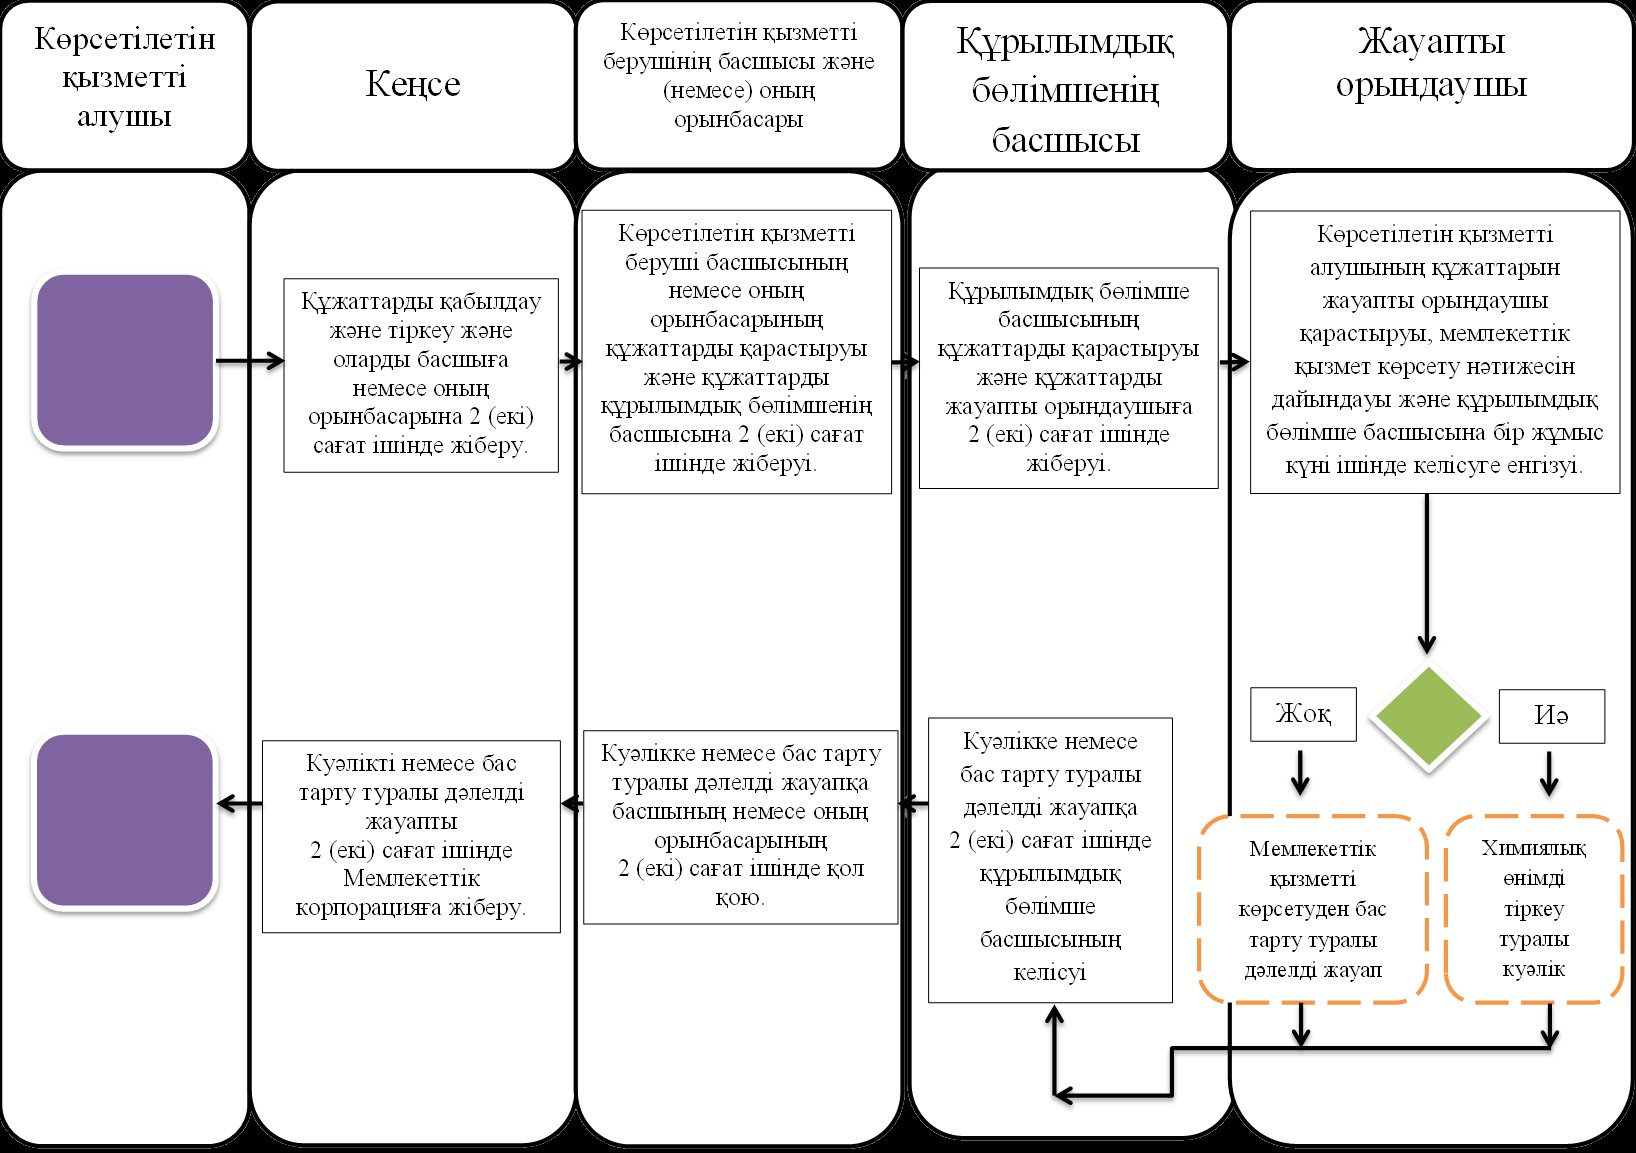 Көрсетілетін
қызметті
алушы
Кеңсе
Көрсетілетін қызметті
берушінің басшысы және
(немесе) оның
орынбасары
Құрылымдық
бөлімшенің
басшысы
Жауапты
орындаушы
Құжаттарды қабылдау
және тіркеу және
оларды басшыға
немесе оның
орынбасарына 2 (екі)
сағат ішінде жіберу.
Көрсетілетін қызметті
беруші басшысының
немесе оның
орынбасарының
құжаттарды қарастыруы
және құжаттарды
құрылымдық бөлімшенің
басшысына 2 (екі) сағат
ішінде жіберуі.
Құрылымдық бөлімше
басшысының
құжаттарды қарастыруы
және құжаттарды
жауапты орындаушыға
2 (екі) сағат ішінде
жіберуі.
Көрсетілетін қызметті
алушының құжаттарын
жауапты орындаушы
қарастыруы, мемлекеттік
қызмет көрсету нәтижесін
дайындауы және құрылымдық
бөлімше басшысына бір жұмыс
күні ішінде келісуге енгізуі.
Жоқ
Иә
Куәлікті немесе бас
тарту туралы дәлелді
жауапты
2 (екі) сағат ішінде
Мемлекеттік
корпорацияға жіберу.
Куәлікке немесе бас тарту
туралы дәлелді жауапқа
басшының немесе оның
орынбасарының
2 (екі) сағат ішінде қол
қою.
Куәлікке немесе
бас тарту туралы
дәлелді жауапқа
2 (екі) сағат ішінде
құрылымдық
бөлімше
басшысының
келісуі
Мемлекеттік
қызметті
көрсетуден бас
тарту туралы
дәлелді жауап
Химиялық
өнімді
тіркеу
туралы
куәлік